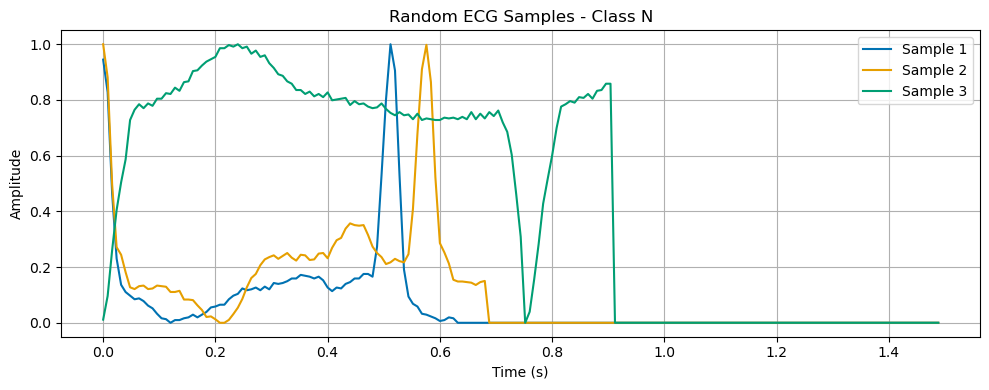 Random ECG Samples - Class N
Amplitude
1.0
0.8
0.6
0.4
0.2
0.0
Sample 1
Sample 2
Sample 3
0.0 0.2 0.4 0.6 0.8 1.0 1.2 1.4
Time (s)